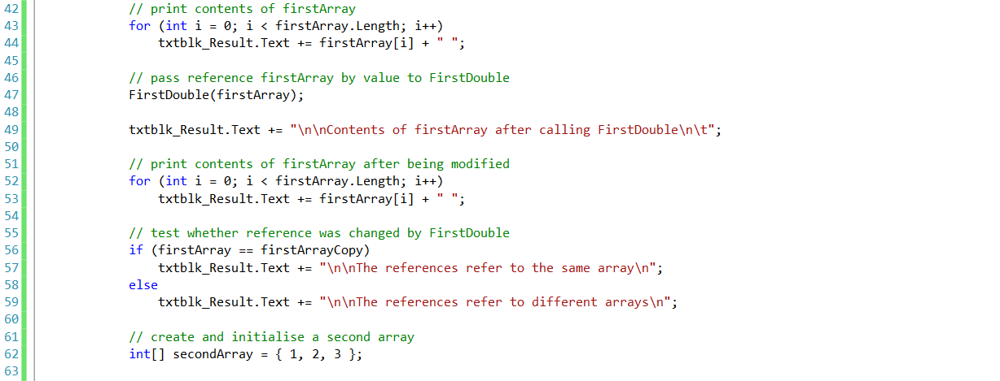 42 // print contents of firstArray
43 for (int i = 0; i < firstArray.Length; i++)
44 txtblk_Result.Text += firstArray[i] + " ";
45
46 // pass reference firstArray by value to FirstDouble
47 FirstDouble(firstArray);
48
49 txtblk_Result.Text += "\n\nContents of firstArray after calling FirstDouble\n\t";
50
51 // print contents of firstArray after being modified
52 for (int i = 0; i < firstArray.Length; i++)
53 txtblk_Result.Text += firstArray[i] + " ";
54
55 // test whether reference was changed by FirstDouble
56 if (firstArray == firstArrayCopy)
57 txtblk_Result.Text += "\n\nThe references refer to the same array\n";
58 else
59 txtblk_Result.Text += "\n\nThe references refer to different arrays\n";
60
61 // create and initialise a second array
62 int[] secondArray = { 1, 2, 3 };
63